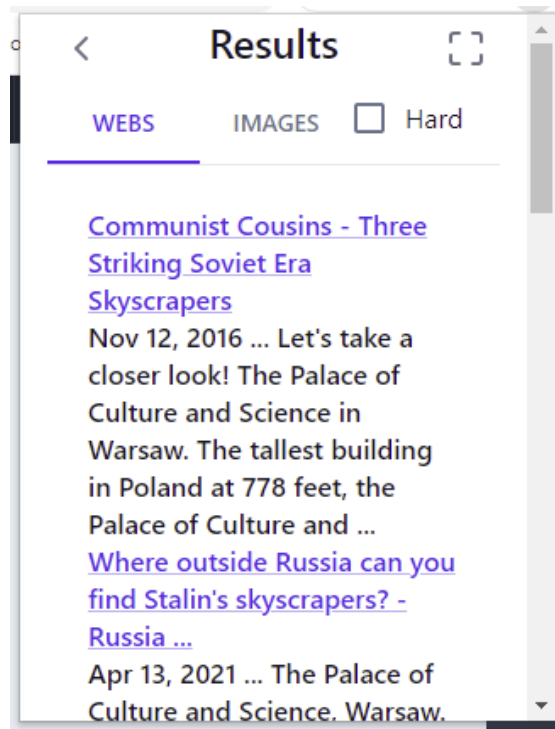 Results
WEBS IMAGES Hard
Communist Cousins - Three
Striking Soviet Era
Skyscrapers
Nov 12, 2016 ... Let's take a
closer look! The Palace of
Culture and Science in
Warsaw. The tallest building
in Poland at 778 feet, the
Palace of Culture and ...
Where outside Russia can you
find Stalin's skyscrapers? -
Russia ...
Apr 13, 2021 ... The Palace of
Culture and Science, Warsaw.